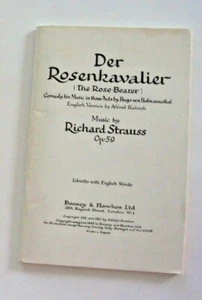 Der
Rosenkavalier
(The Rose Bearer)
Comedy for Music in three Acts by Hugo von Hofmannsthal
English Version by Alfred Kalisch
Music by
Richard Strauss
Op. 59
Libretto with English Words
Boosey & Hawkes Ltd
295 Regent Street, London W.1